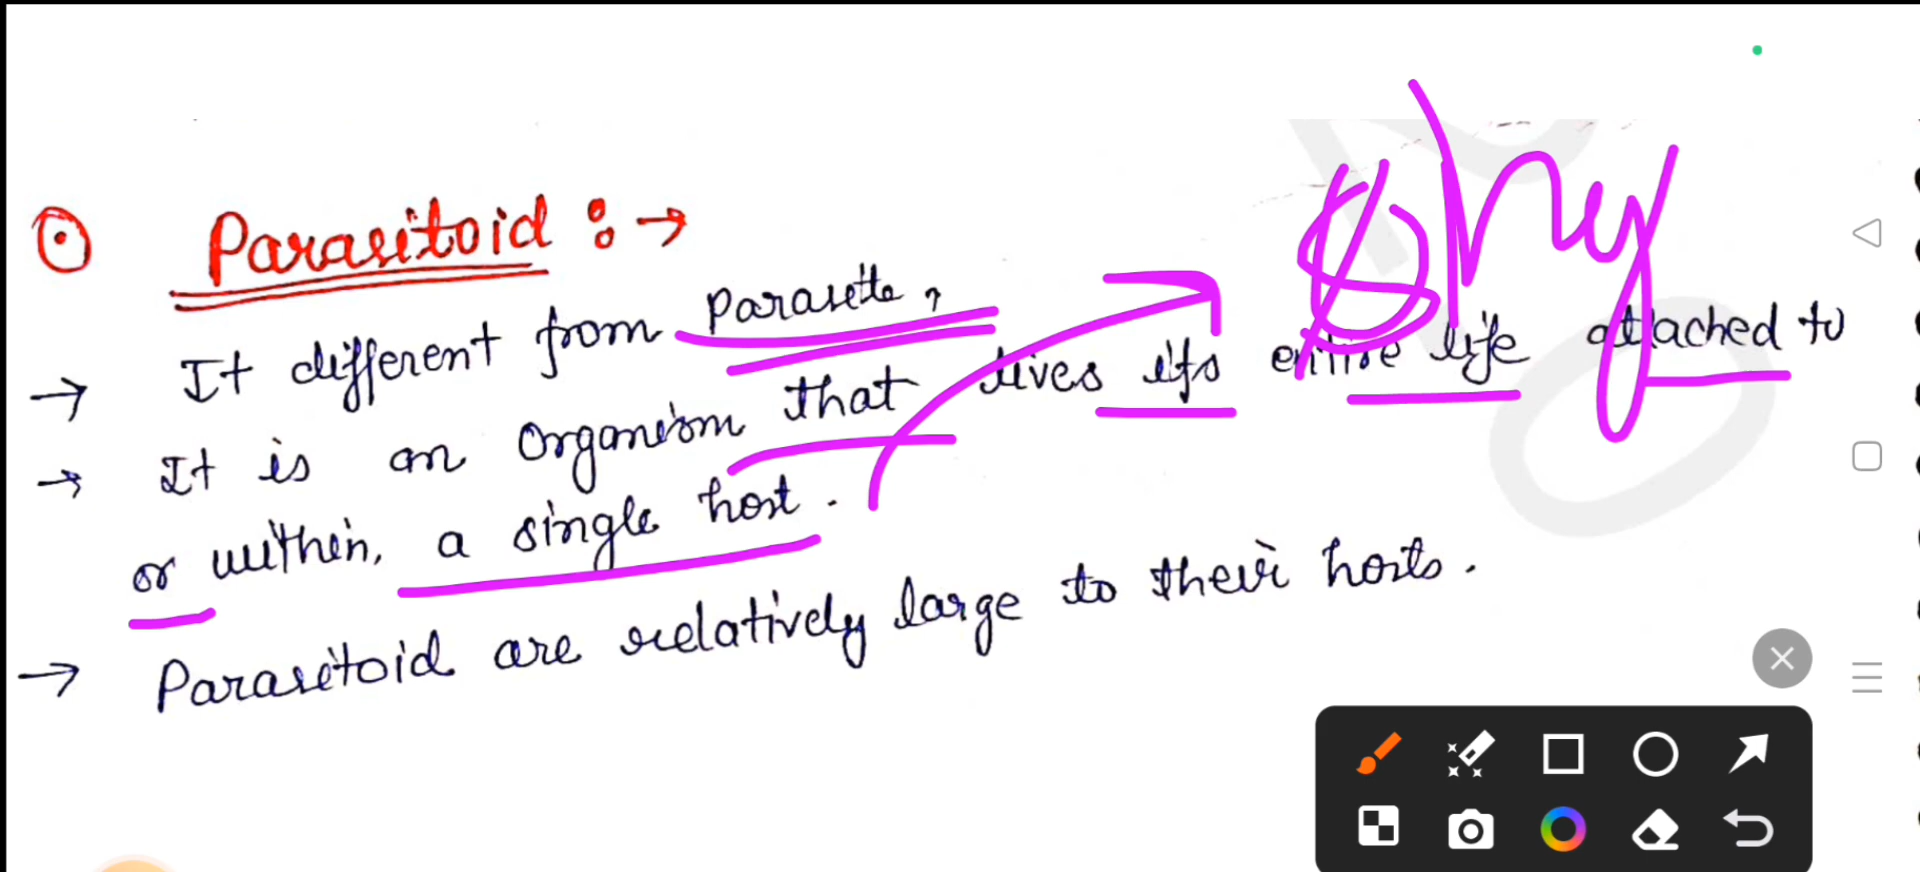 Parasitoid :→
→ It different from Parasite,
→ It is an Organism that lives its entire life attached to
or within, a single host.
→ Parasitoid are relatively large to their hosts.